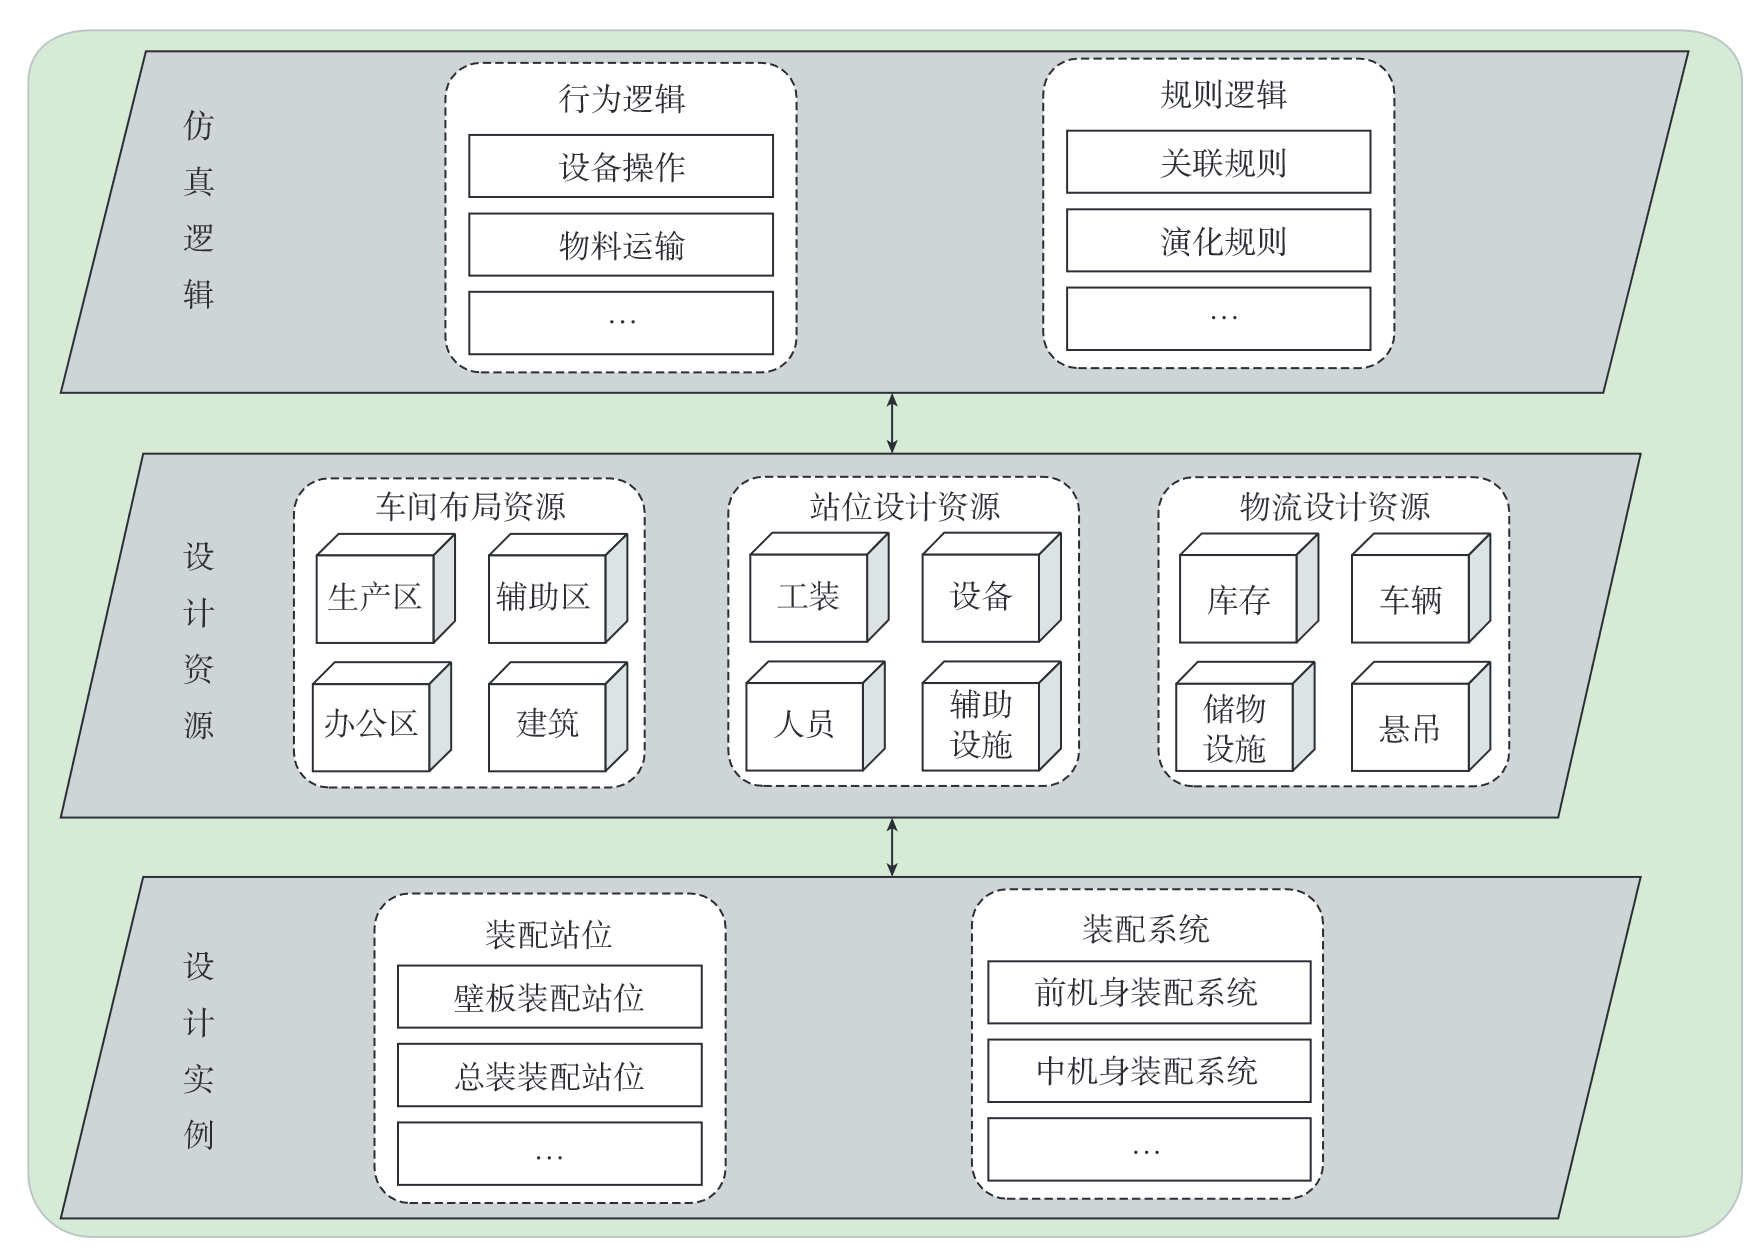 仿真逻辑
行为逻辑
设备操作
物料运输
…
规则逻辑
关联规则
演化规则
…
设计资源
车间布局资源
生产区
辅助区
办公区
建筑
站位设计资源
工装
设备
人员
辅助
设施
物流设计资源
库存
车辆
储物
设施
悬吊
设计实例
装配站位
壁板装配站位
总装装配站位
…
装配系统
前机身装配系统
中机身装配系统
…